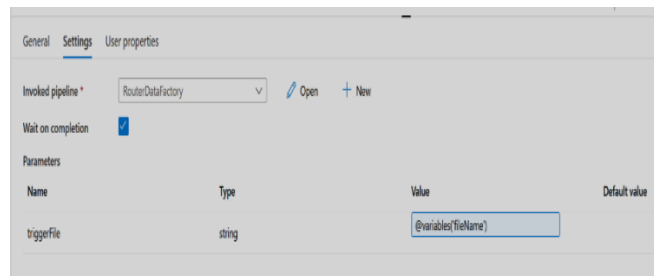 General Settings User properties
Invoked pipeline * RouterDataFactory Open + New
Wait on completion
Parameters
Name Type Value Default value
triggerFile string @variables('fileName')